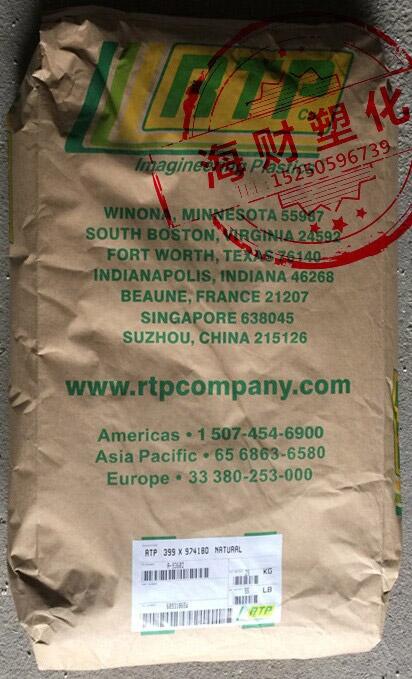 RTP
Co.
Imagineering Plastics
海财塑化
TEL: 15250596739
WINONA, MINNESOTA 55987
SOUTH BOSTON, VIRGINIA 24592
FORT WORTH, TEXAS 76140
INDIANAPOLIS, INDIANA 46268
BEAUNE, FRANCE 21207
SINGAPORE 638045
SUZHOU, CHINA 215126
www.rtpcompany.com
Americas • 1 507-454-6900
Asia Pacific • 65 6863-6580
Europe • 33 380-253-000
RTP 399 X 97418D NATURAL
KG
LB
RTP